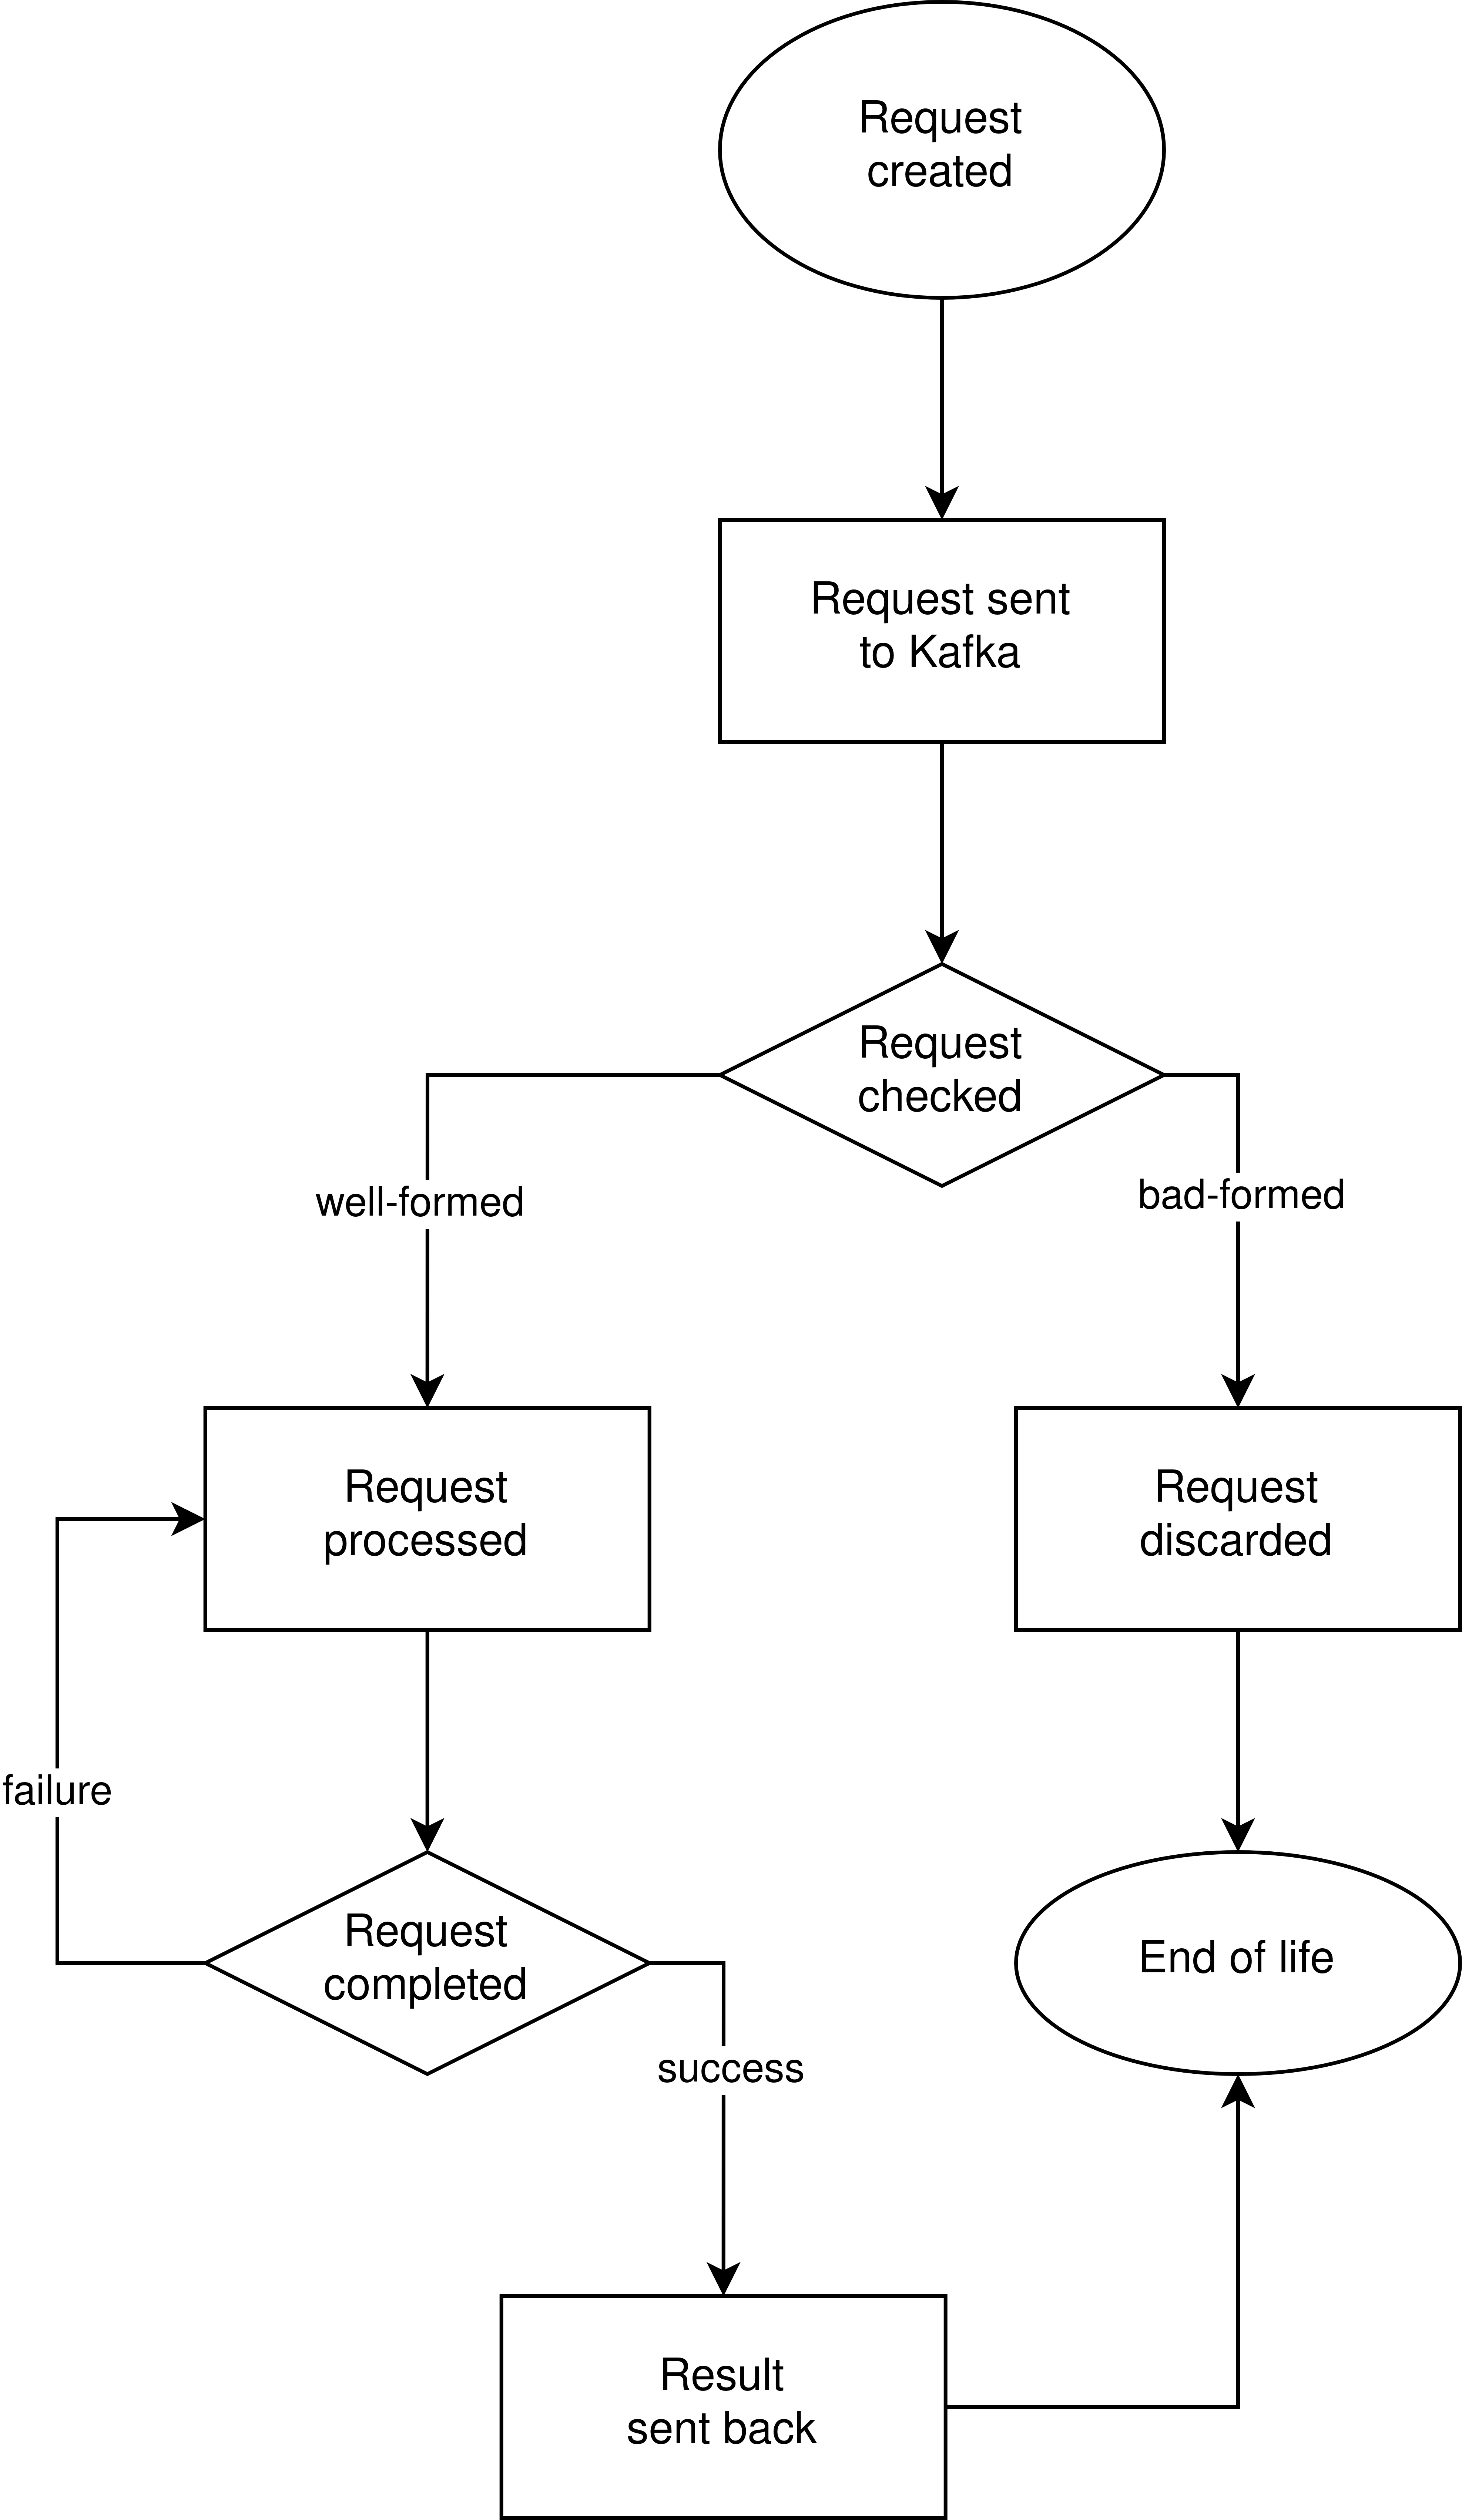 Request
created
Request sent
to Kafka
Request
checked
well-formed
bad-formed
Request
processed
Request
discarded
failure
Request
completed
End of life
success
Result
sent back